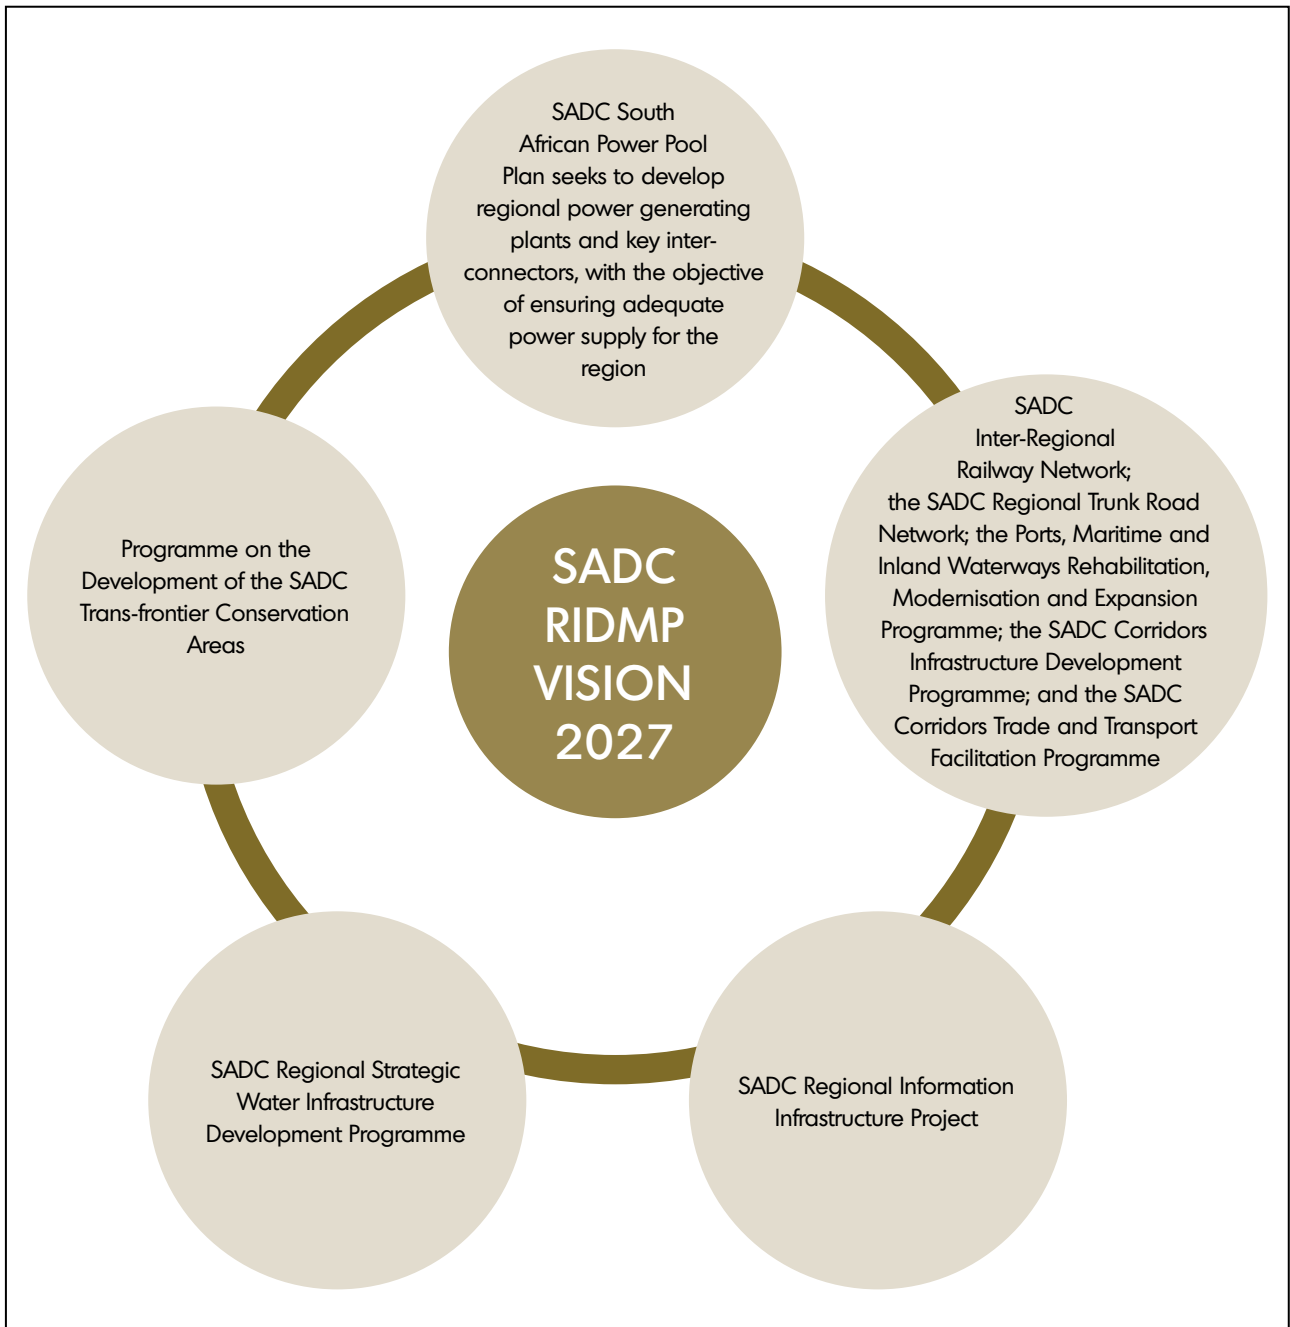 SADC South
African Power Pool
Plan seeks to develop
regional power generating
plants and key inter-
connectors, with the objective
of ensuring adequate
power supply for the
region
SADC
Inter-Regional
Railway Network;
the SADC Regional Trunk Road
Network; the Ports, Maritime and
Inland Waterways Rehabilitation,
Modernisation and Expansion
Programme; the SADC Corridors
Infrastructure Development
Programme; and the SADC
Corridors Trade and Transport
Facilitation Programme
Programme on the
Development of the SADC
Trans-frontier Conservation
Areas
SADC
RIDMP
VISION
2027
SADC Regional Strategic
Water Infrastructure
Development Programme
SADC Regional Information
Infrastructure Project